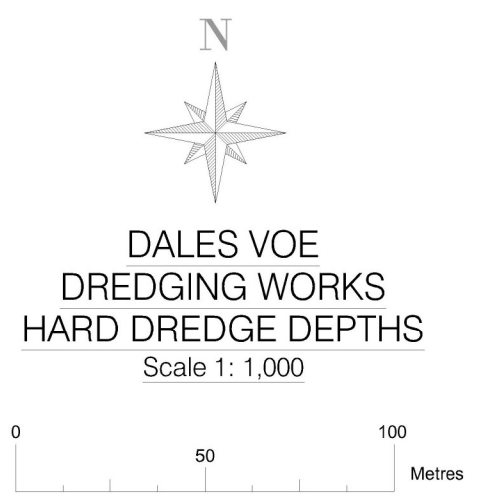 N
DALES VOE
DREDGING WORKS
HARD DREDGE DEPTHS
Scale 1: 1,000
0 50 100 Metres